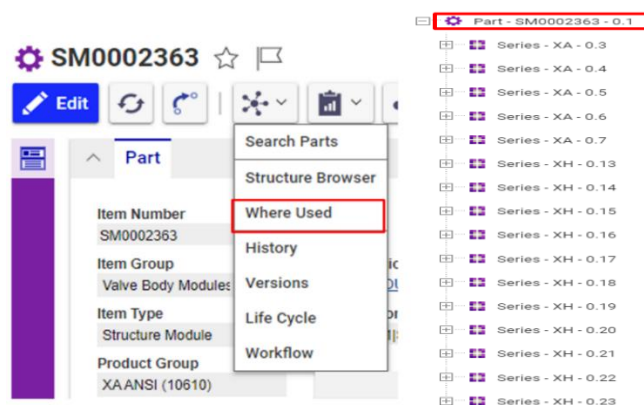 SM0002363
Edit
Part
Item Number
SM0002363
Item Group
Valve Body Modules
Item Type
Structure Module
Product Group
XA ANSI (10610)
Search Parts
Structure Browser
Where Used
History
Versions
Life Cycle
Workflow
Part - SM0002363 - 0.1
Series - XA - 0.3
Series - XA - 0.4
Series - XA - 0.5
Series - XA - 0.6
Series - XA - 0.7
Series - XH - 0.13
Series - XH - 0.14
Series - XH - 0.15
Series - XH - 0.16
Series - XH - 0.17
Series - XH - 0.18
Series - XH - 0.19
Series - XH - 0.20
Series - XH - 0.21
Series - XH - 0.22
Series - XH - 0.23